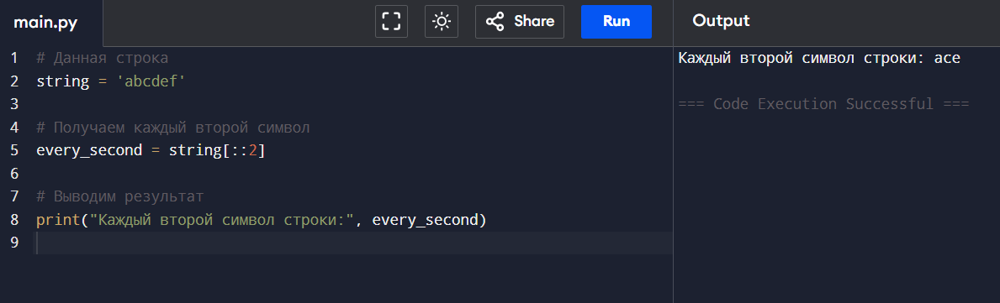 main.py Share Run Output
1 # Данная строка
2 string = 'abcdef'
3
4 # Получаем каждый второй символ
5 every_second = string[::2]
6
7 # Выводим результат
8 print("Каждый второй символ строки:", every_second)
9
Каждый второй символ строки: ace
=== Code Execution Successful ===